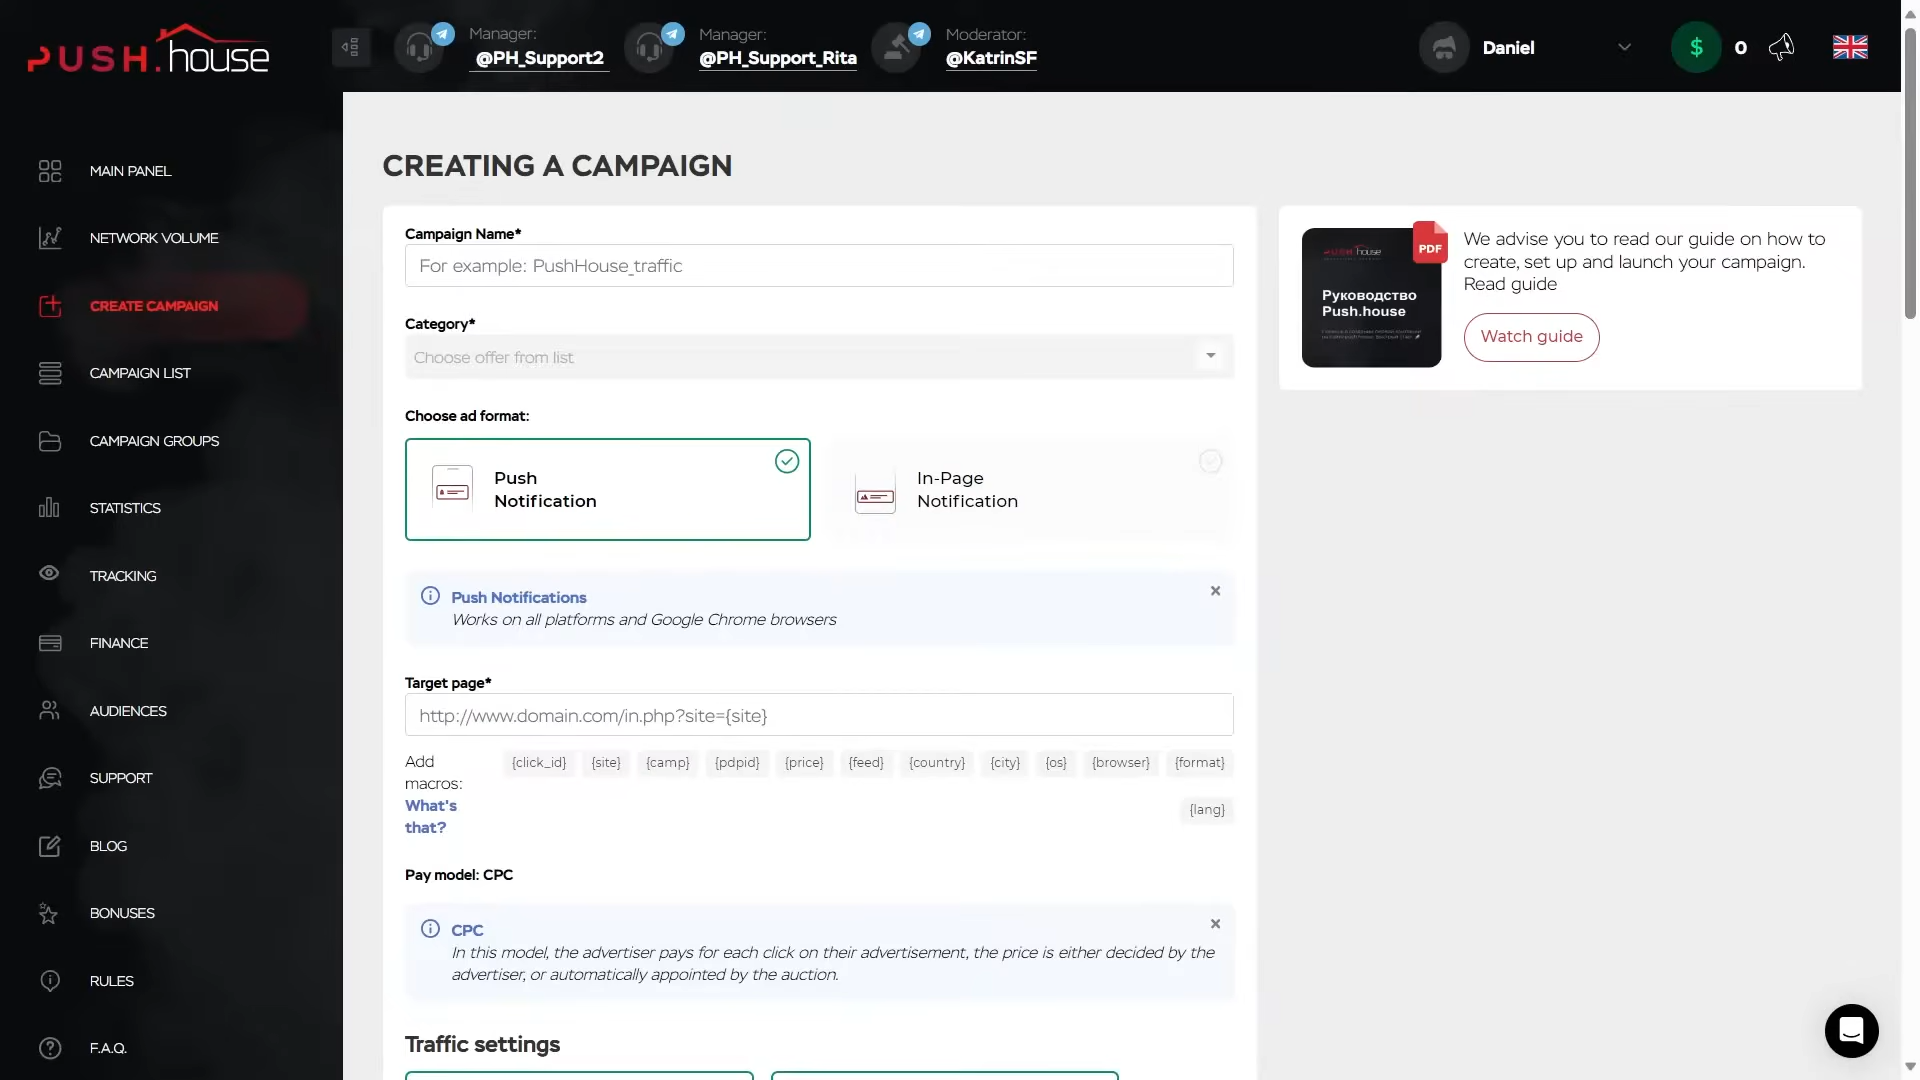 PUSH.house
Manager:
@PH_Support2
Manager:
@PH_Support_Rita
Moderator:
@KatrinSF
Daniel
$
0
MAIN PANEL
NETWORK VOLUME
CREATE CAMPAIGN
CAMPAIGN LIST
CAMPAIGN GROUPS
STATISTICS
TRACKING
FINANCE
AUDIENCES
SUPPORT
BLOG
BONUSES
RULES
F.A.Q.
CREATING A CAMPAIGN
Campaign Name*
For example: PushHouse_traffic
Category*
Choose offer from list
Choose ad format:
Push
Notification
In-Page
Notification
Push Notifications
Works on all platforms and Google Chrome browsers
Target page*
http://www.domain.com/in.php?site={site}
Add
macros:
What's
that?
{click_id} {site} {camp} {pdpid} {price} {feed} {country} {city} {os} {browser} {format}
{lang}
Pay model: CPC
CPC
In this model, the advertiser pays for each click on their advertisement, the price is either decided by the
advertiser, or automatically appointed by the auction.
Traffic settings
PUSH.house
PDF
Руководство
Push.house
We advise you to read our guide on how to
create, set up and launch your campaign.
Read guide
Watch guide